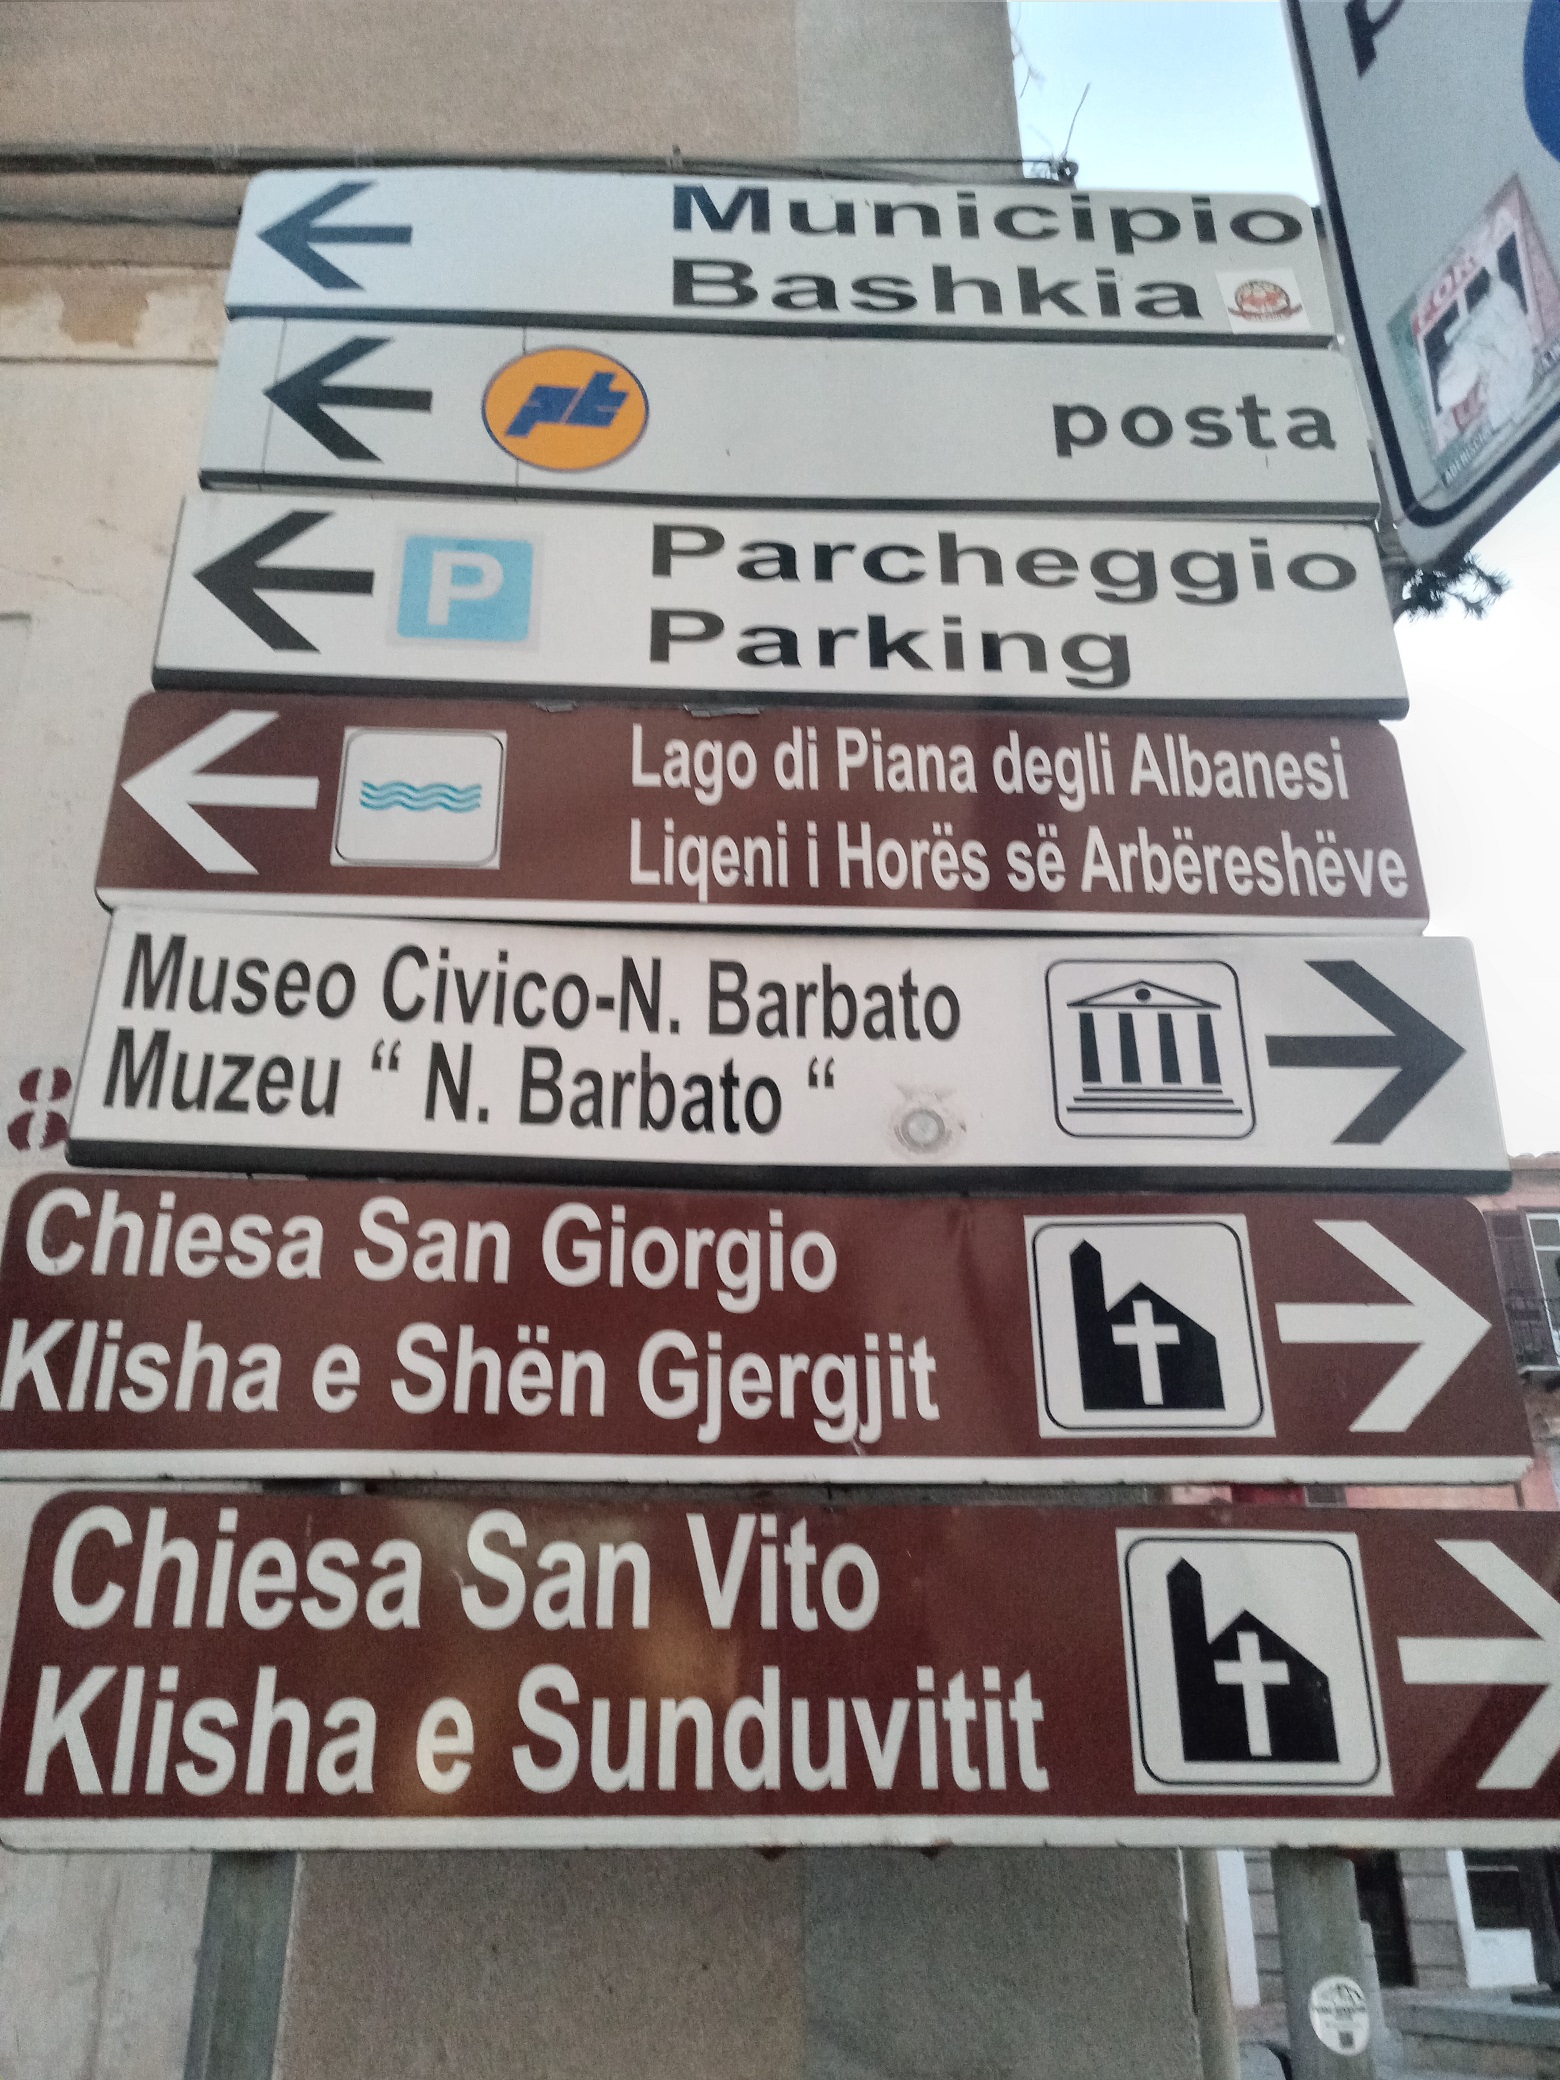 Municipio
Bashkia
pt
posta
P
Parcheggio
Parking
Lago di Piana degli Albanesi
Liqeni i Horës së Arbëreshëve
Museo Civico-N. Barbato
Muzeu “ N. Barbato “
Chiesa San Giorgio
Klisha e Shën Gjergjit
Chiesa San Vito
Klisha e Sunduvitit